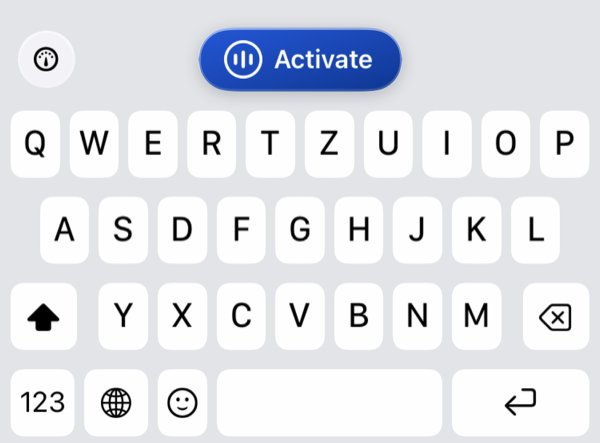 Activate
Q W E R T Z U I O P
A S D F G H J K L
Y X C V B N M
123